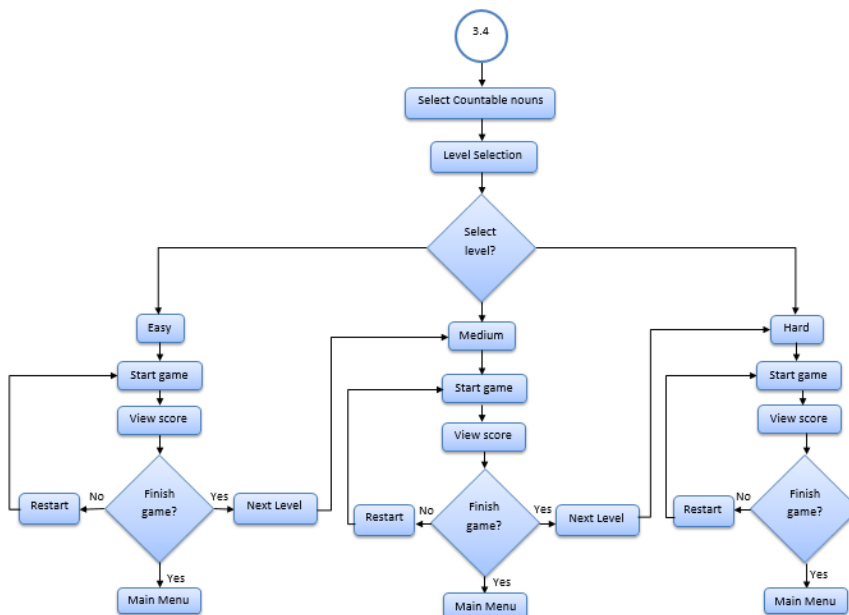 3.4
Select Countable nouns
Level Selection
Select
level?
Easy
Medium
Hard
Start game
Start game
Start game
View score
View score
View score
Finish
game?
No
Yes
Restart
Next Level
Finish
game?
No
Yes
Restart
Next Level
Finish
game?
No
Restart
Yes
Main Menu
Yes
Main Menu
Yes
Main Menu